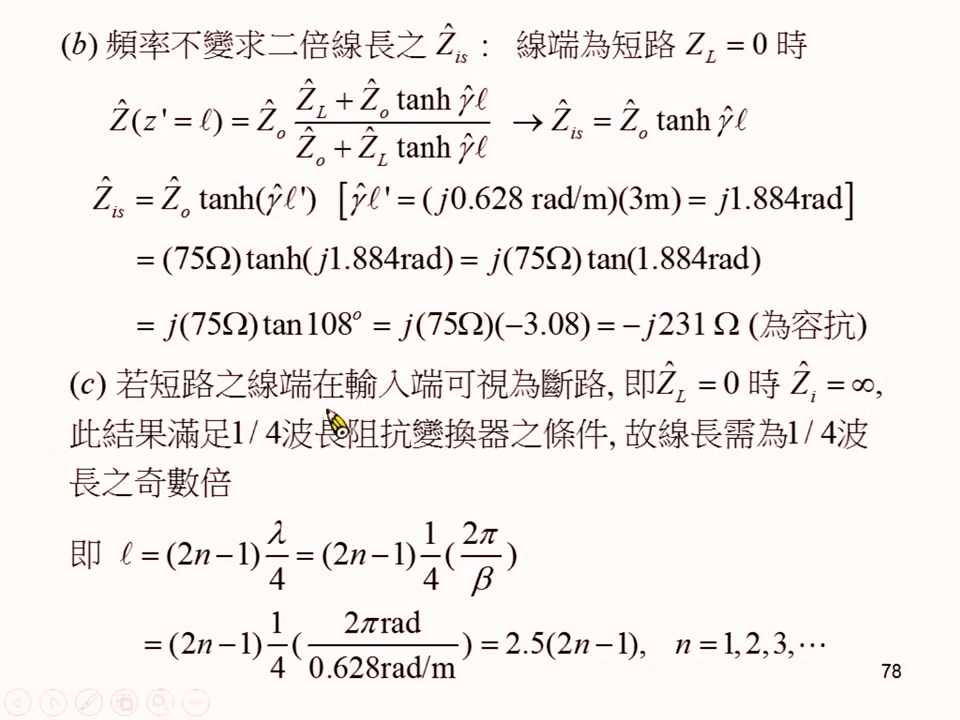 (b) 頻率不變求二倍線長之 Ẑ_is : 線端為短路 Z_L = 0 時
Ẑ(z' = ℓ) = Ẑ_o (Ẑ_L + Ẑ_o tanh γ̂ℓ) / (Ẑ_o + Ẑ_L tanh γ̂ℓ) → Ẑ_is = Ẑ_o tanh γ̂ℓ
Ẑ_is = Ẑ_o tanh(γ̂ℓ') [γ̂ℓ' = (j0.628 rad/m)(3m) = j1.884rad]
= (75Ω)tanh(j1.884rad) = j(75Ω)tan(1.884rad)
= j(75Ω)tan108° = j(75Ω)(−3.08) = −j231 Ω (為容抗)
(c) 若短路之線端在輸入端可視為斷路, 即Ẑ_L = 0 時 Ẑ_i = ∞,
此結果滿足1/4波長阻抗變換器之條件, 故線長需為1/4波
長之奇數倍
即 ℓ = (2n−1) λ/4 = (2n−1) 1/4 (2π/β)
= (2n−1) 1/4 (2π rad / 0.628rad/m) = 2.5(2n−1), n = 1, 2, 3, ⋯
78